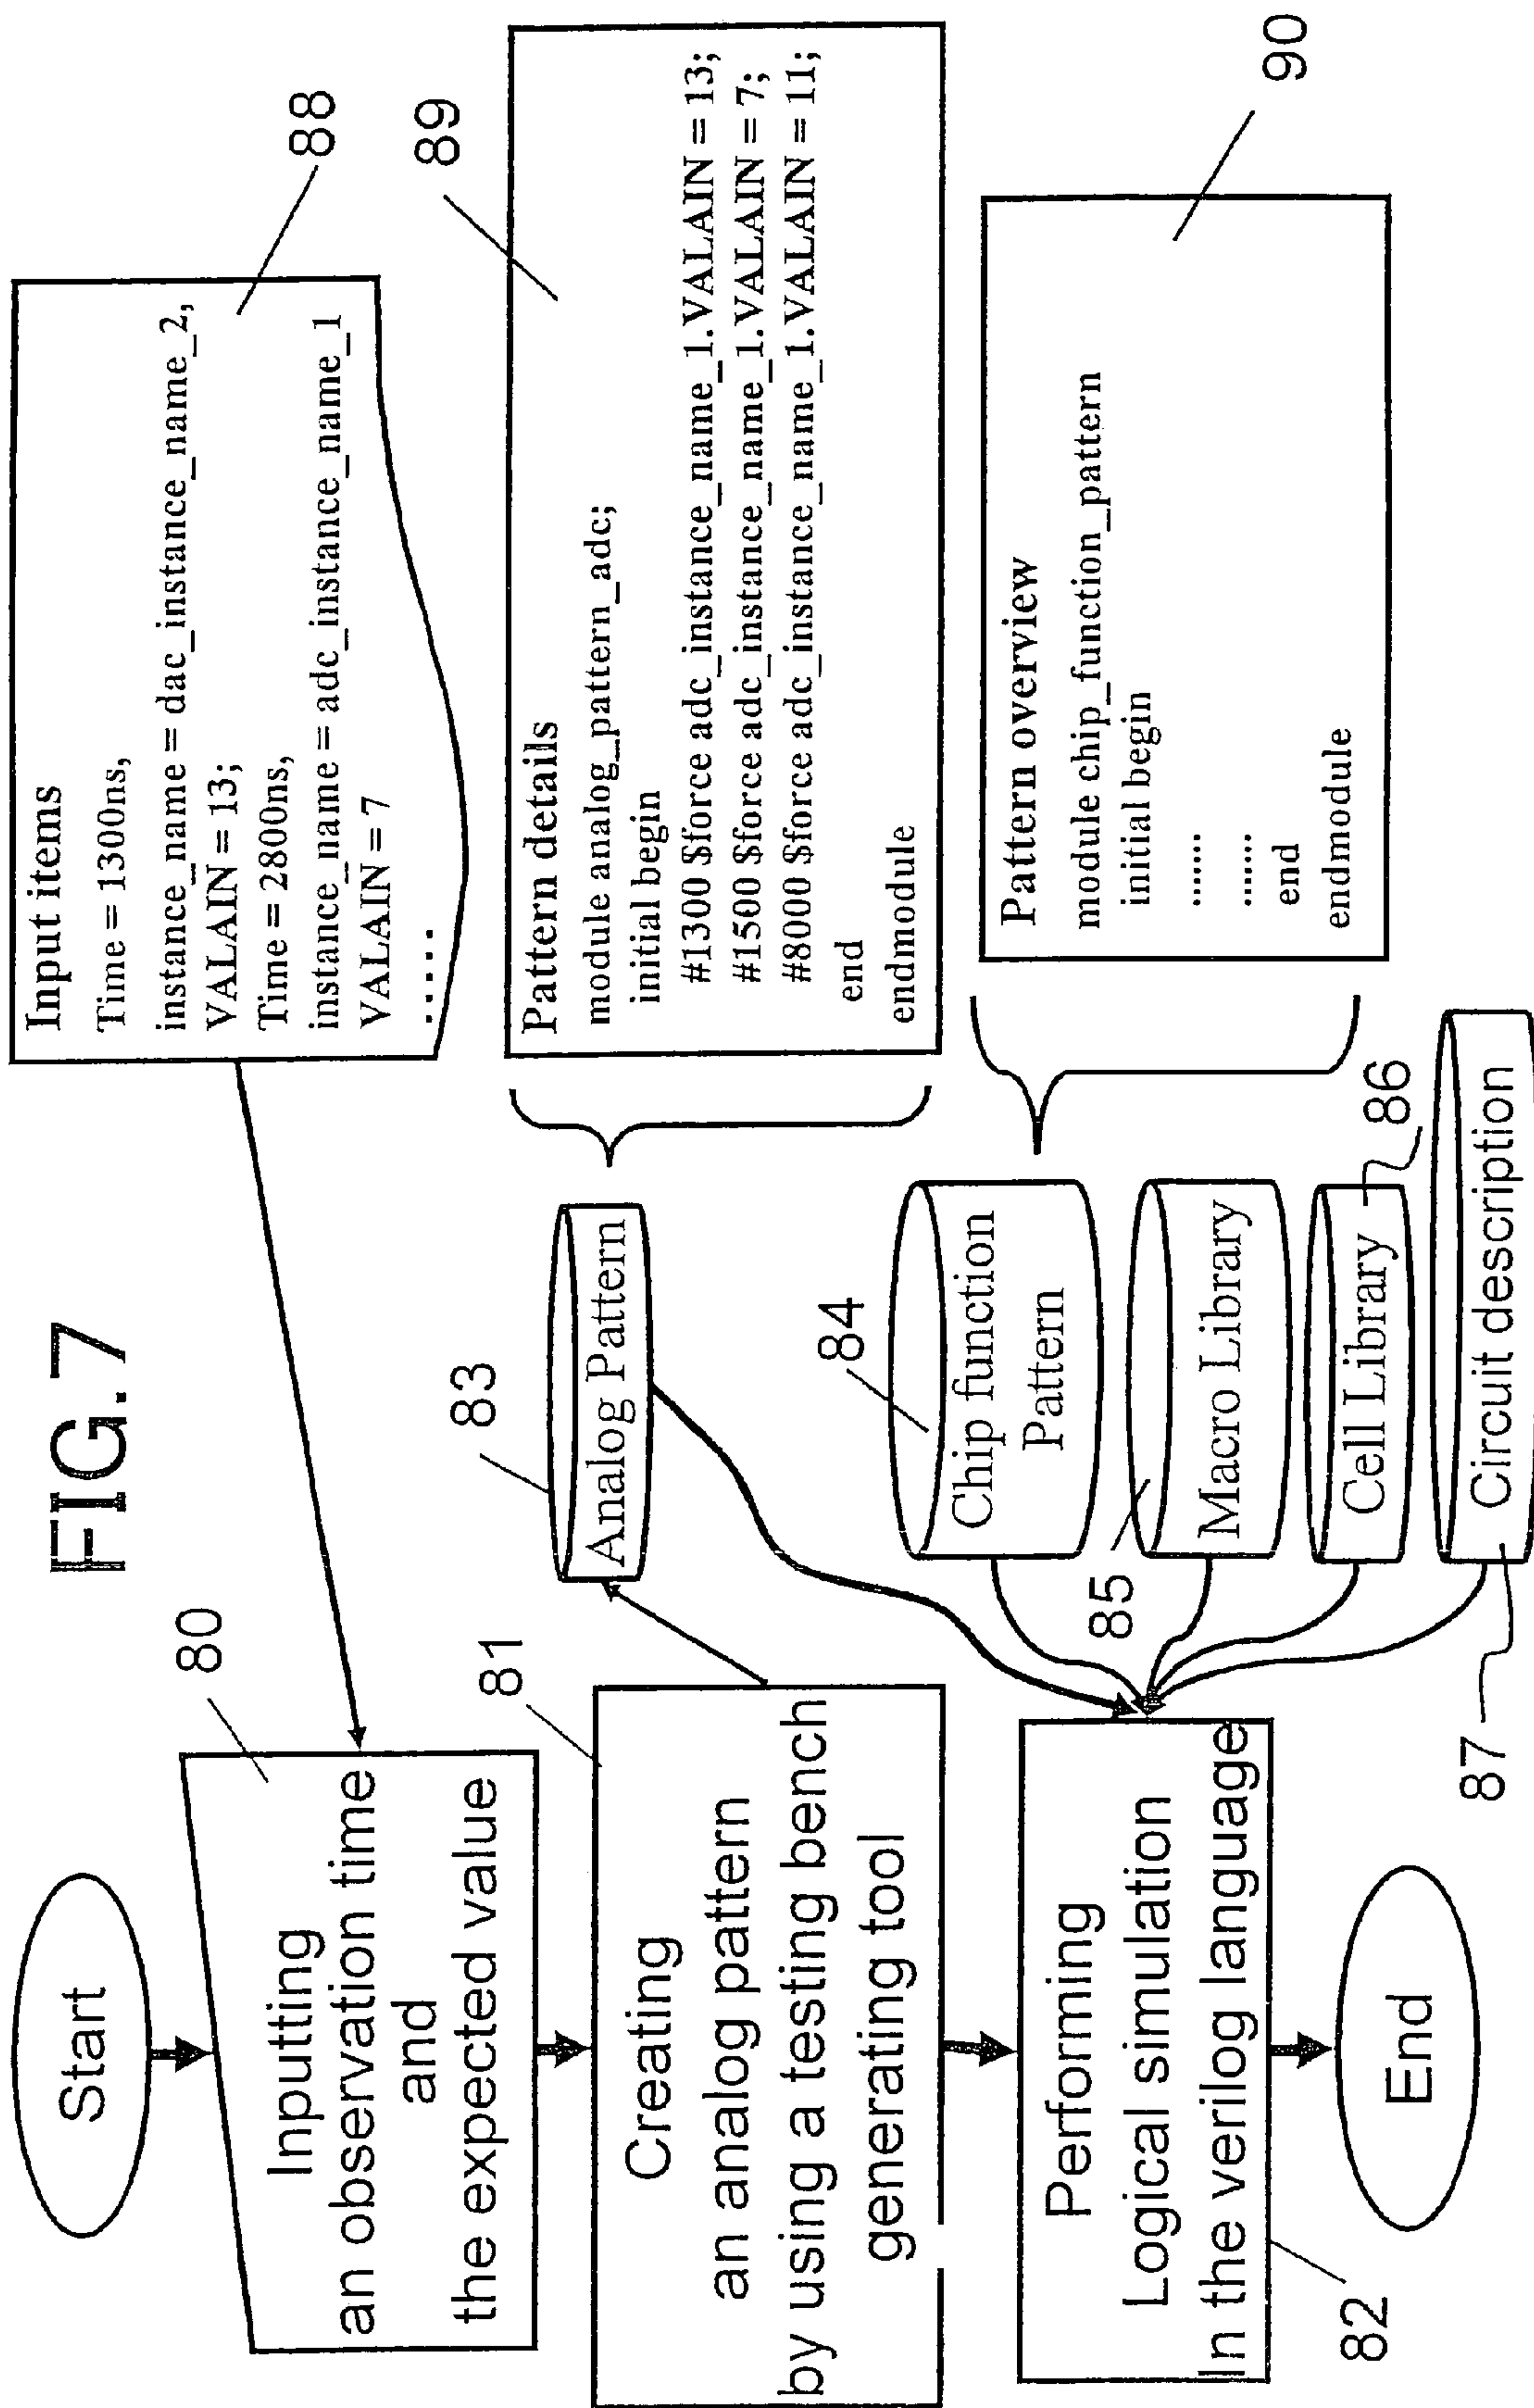 FIG.7
Start
80
Inputting
an observation time
and
the expected value
81
Creating
an analog pattern
by using a testing bench
generating tool
Performing
Logical simulation
In the verilog language
82
End
83
Analog Pattern
84
Chip function
Pattern
85
Macro Library
Cell Library
86
Circuit description
87
Input items
Time = 1300ns,
instance_name = dac_instance_name_2,
VALAIN = 13;
Time = 2800ns,
instance_name = adc_instance_name_1
VALAIN = 7
.....
88
Pattern details
module analog_pattern_adc;
initial begin
#1300 $force adc_instance_name_1.VALAIN = 13;
#1500 $force adc_instance_name_1.VALAIN = 7;
#8000 $force adc_instance_name_1.VALAIN = 11;
end
endmodule
89
Pattern overview
module chip_function_pattern
initial begin
.......
.......
end
endmodule
90